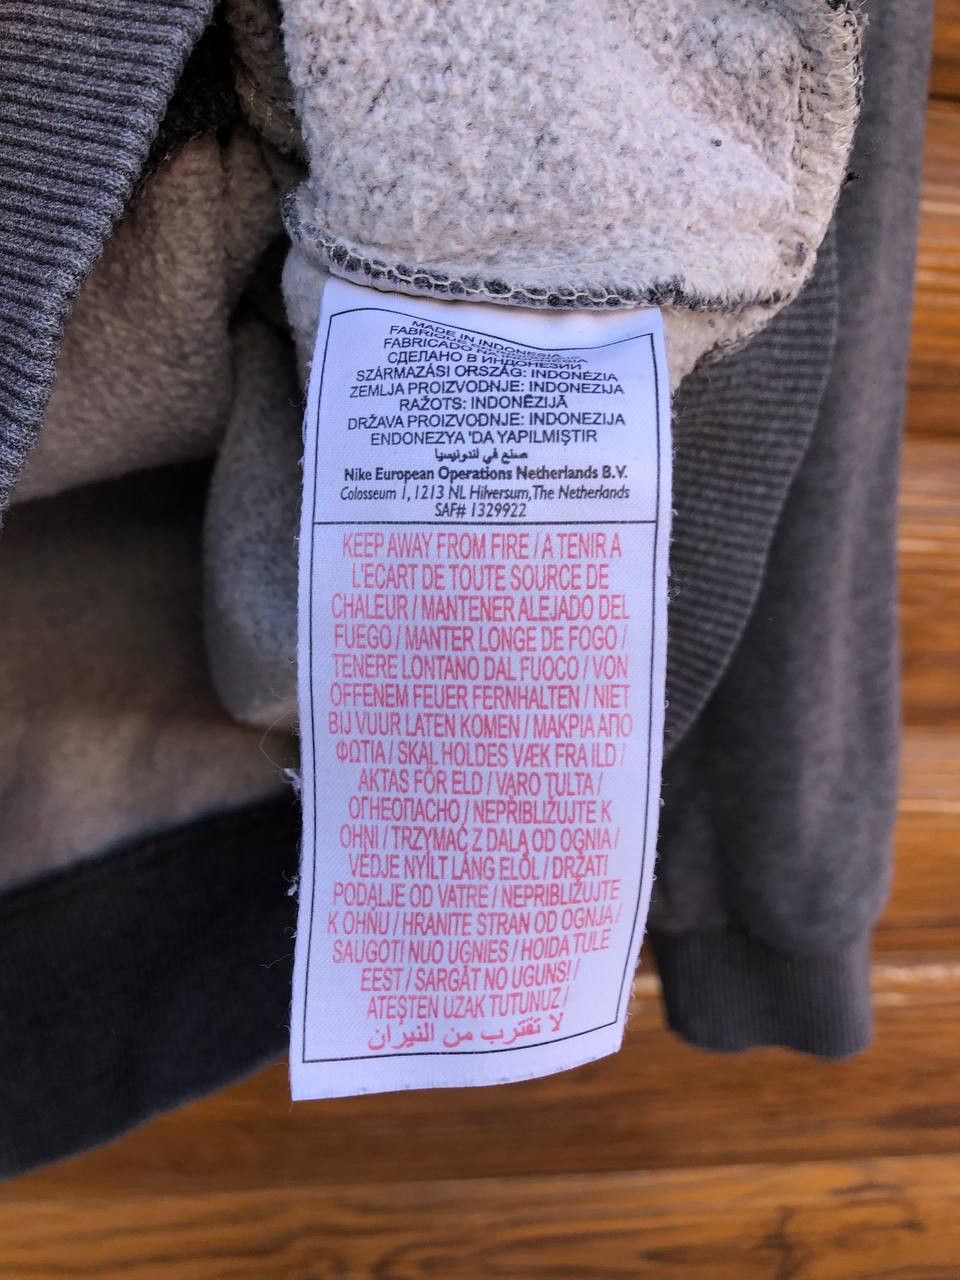 MADE IN INDONESIA
FABRIQUE
FABRICADO NA INDONESIA
СДЕЛАНО В ИНДОНЕЗИИ
SZÁRMAZÁSI ORSZÁG: INDONÉZIA
ZEMLJA PROIZVODNJE: INDONEZIJA
RAŽOTS: INDONĒZIJĀ
DRŽAVA PROIZVODNJE: INDONEZIJA
ENDONEZYA 'DA YAPILMIŞTIR
صنع في اندونيسيا
Nike European Operations Netherlands B.V.
Colosseum 1, 1213 NL Hilversum, The Netherlands
SAF# 1329922
KEEP AWAY FROM FIRE / A TENIR A
L'ECART DE TOUTE SOURCE DE
CHALEUR / MANTENER ALEJADO DEL
FUEGO / MANTER LONGE DE FOGO /
TENERE LONTANO DAL FUOCO / VON
OFFENEM FEUER FERNHALTEN / NIET
BIJ VUUR LATEN KOMEN / ΜΑΚΡΙΑ ΑΠΟ
ΦΩΤΙΑ / SKAL HOLDES VÆK FRA ILD /
AKTAS FÖR ELD / VARO TULTA /
ОГНЕОПАСНО / NEPŘIBLIŽUJTE K
OHNI / TRZYMAĆ Z DALA OD OGNIA /
VÉDJE NYÍLT LÁNG ELŐL / DRŽATI
PODALJE OD VATRE / NEPRIBLIŽUJTE
K OHŇU / HRANITE STRAN OD OGNJA /
SAUGOTI NUO UGNIES / HOIDA TULE
EEST / SARGĀT NO UGUNS! /
ATEŞTEN UZAK TUTUNUZ /
لا تقترب من النيران